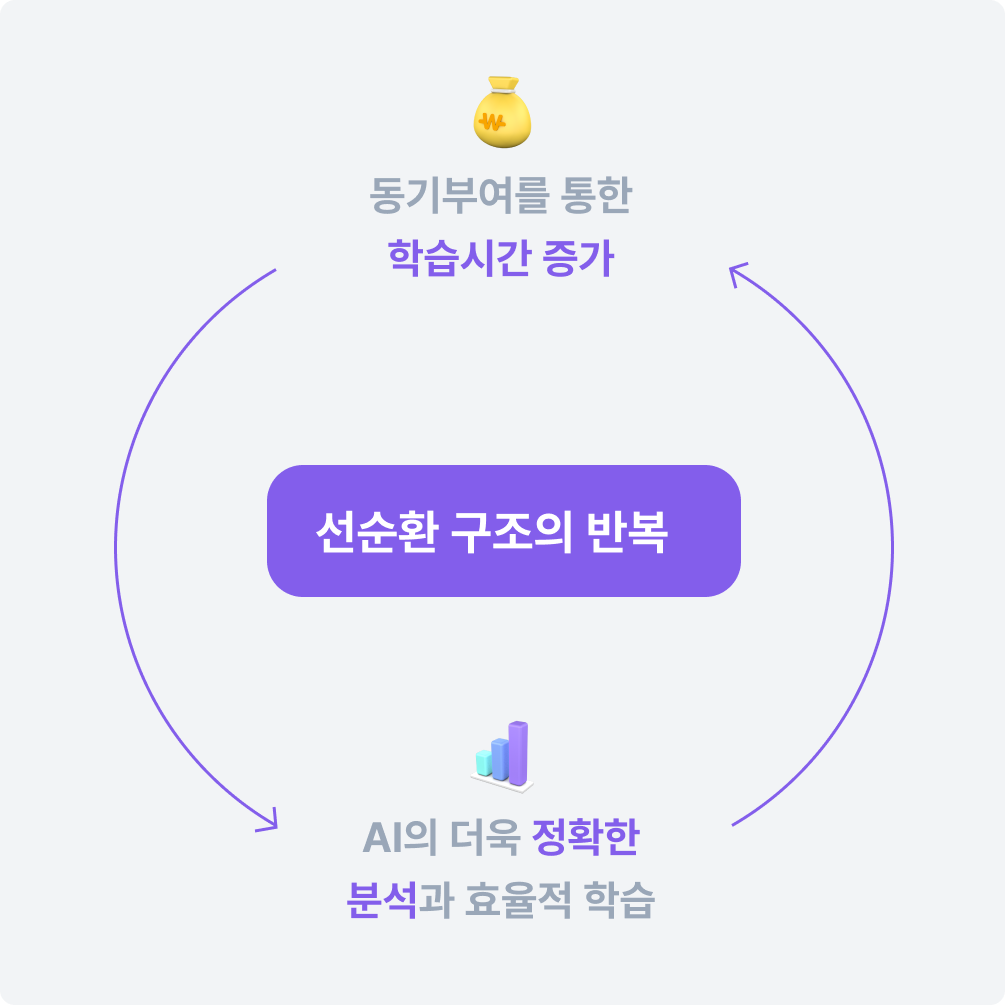 ₩
동기부여를 통한
학습시간 증가
선순환 구조의 반복
AI의 더욱 정확한
분석과 효율적 학습